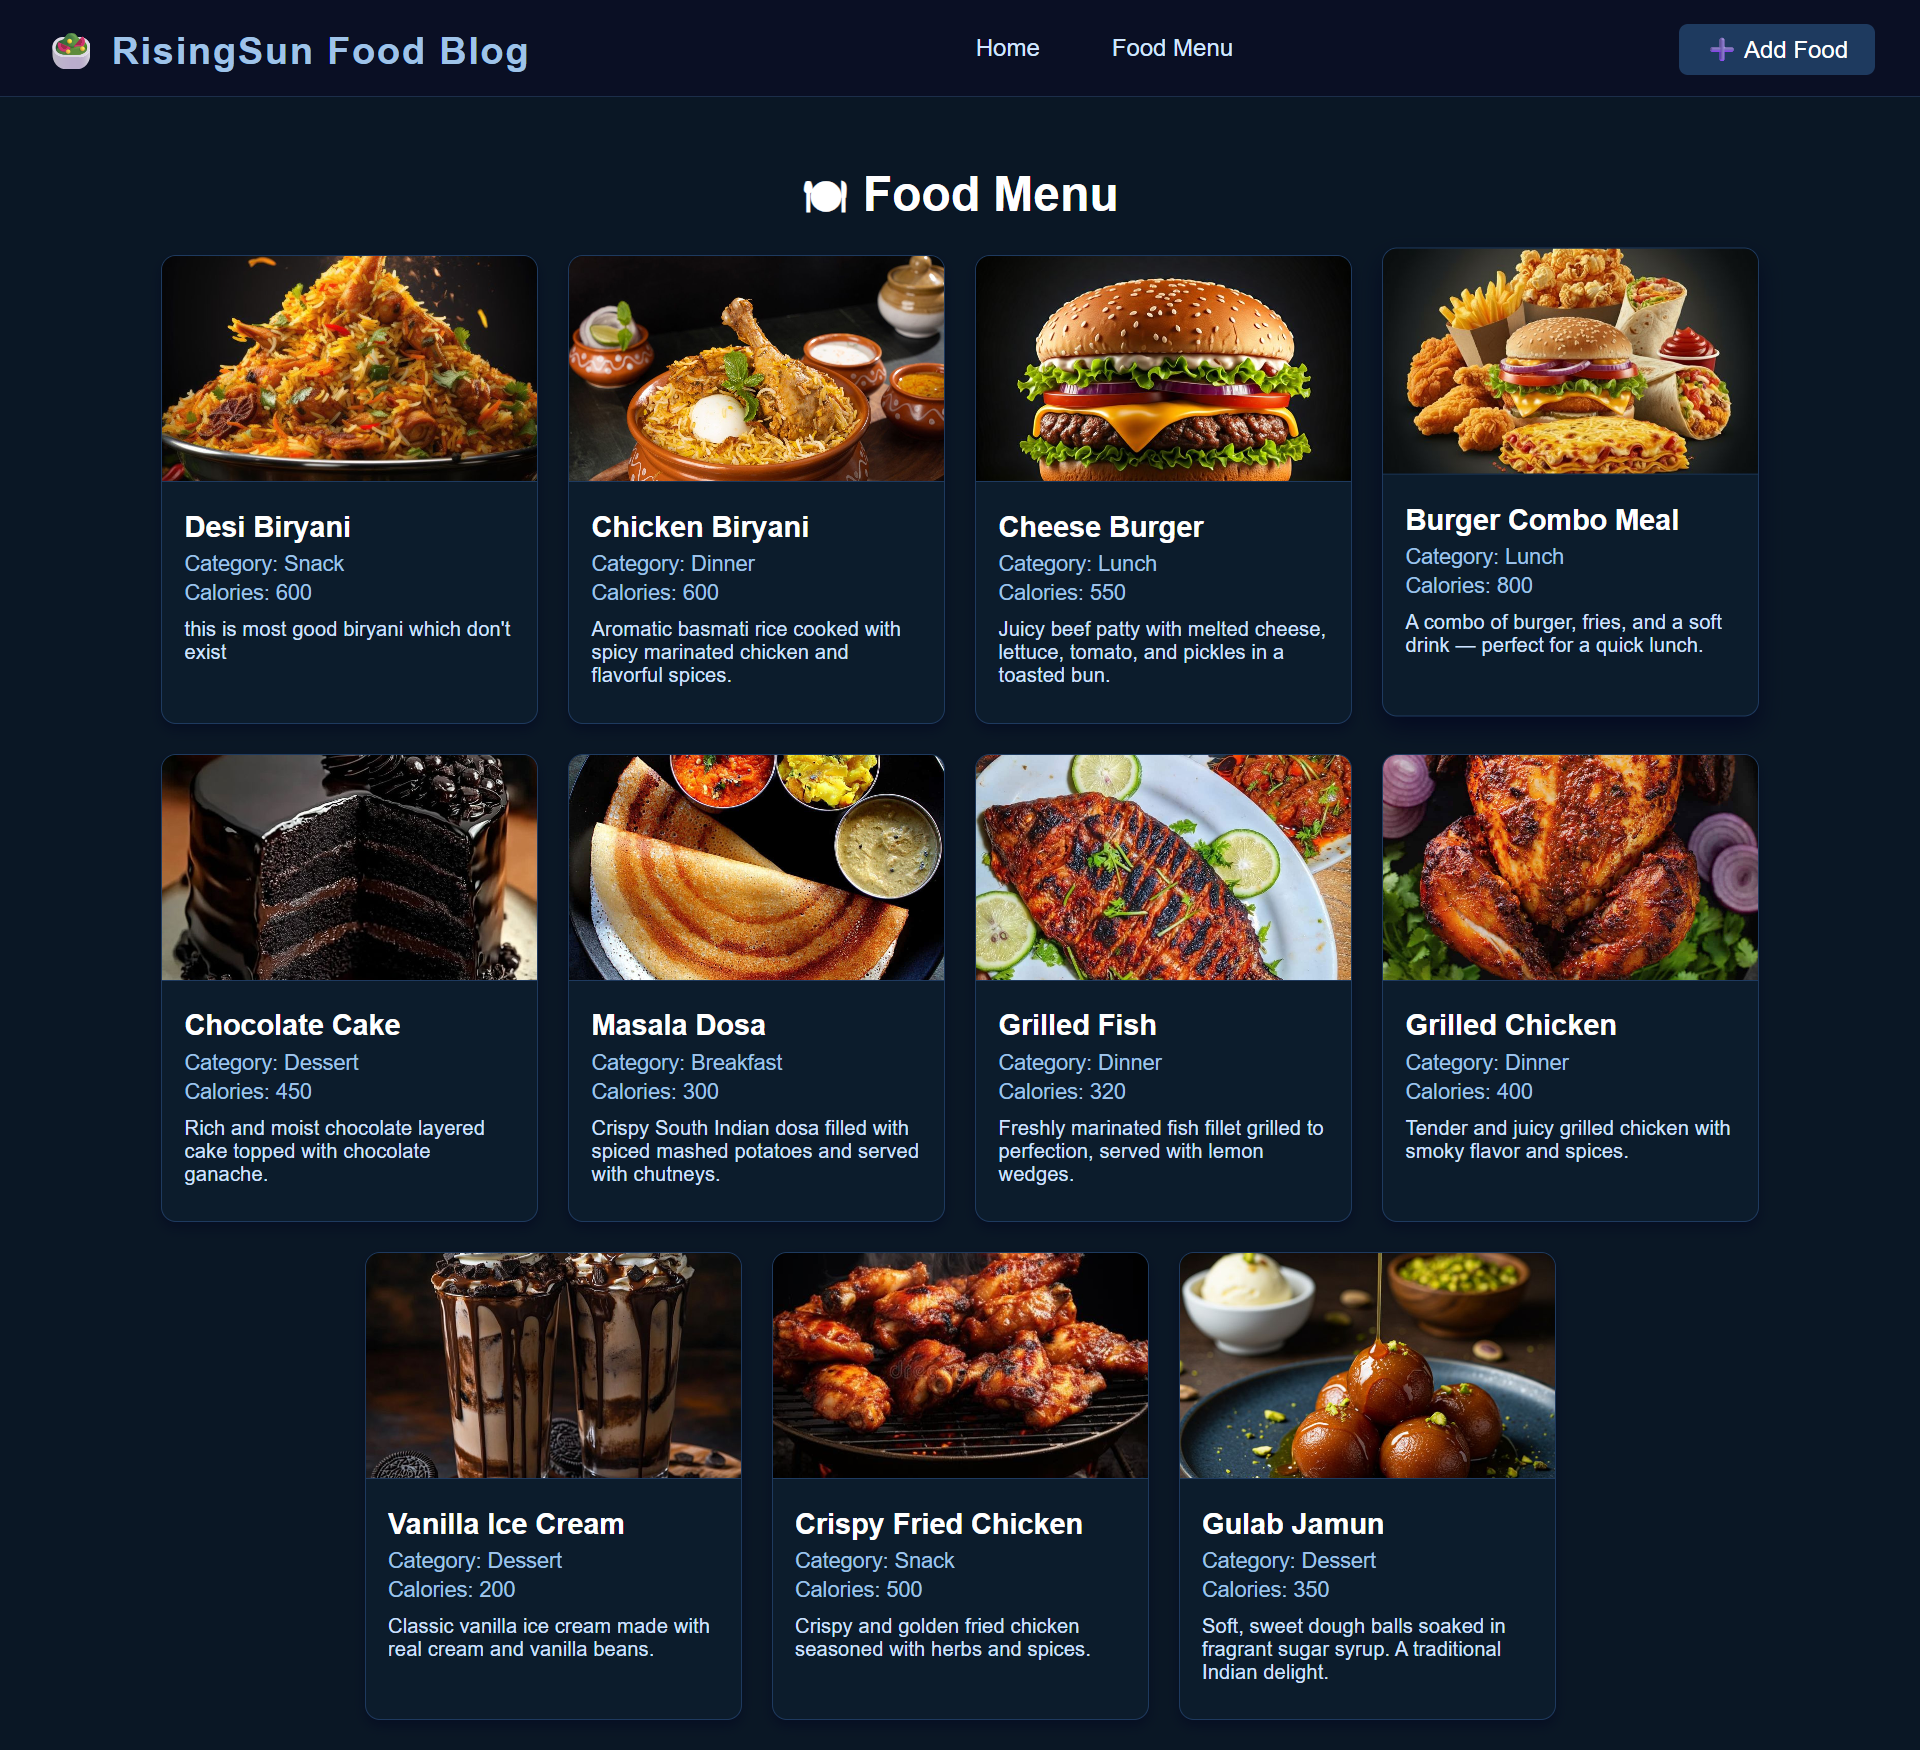 RisingSun Food Blog
Home
Food Menu
Add Food
Food Menu
Desi Biryani
Category: Snack
Calories: 600
this is most good biryani which don't
exist
Chicken Biryani
Category: Dinner
Calories: 600
Aromatic basmati rice cooked with
spicy marinated chicken and
flavorful spices.
Cheese Burger
Category: Lunch
Calories: 550
Juicy beef patty with melted cheese,
lettuce, tomato, and pickles in a
toasted bun.
Burger Combo Meal
Category: Lunch
Calories: 800
A combo of burger, fries, and a soft
drink — perfect for a quick lunch.
Chocolate Cake
Category: Dessert
Calories: 450
Rich and moist chocolate layered
cake topped with chocolate
ganache.
Masala Dosa
Category: Breakfast
Calories: 300
Crispy South Indian dosa filled with
spiced mashed potatoes and served
with chutneys.
Grilled Fish
Category: Dinner
Calories: 320
Freshly marinated fish fillet grilled to
perfection, served with lemon
wedges.
Grilled Chicken
Category: Dinner
Calories: 400
Tender and juicy grilled chicken with
smoky flavor and spices.
Vanilla Ice Cream
Category: Dessert
Calories: 200
Classic vanilla ice cream made with
real cream and vanilla beans.
Crispy Fried Chicken
Category: Snack
Calories: 500
Crispy and golden fried chicken
seasoned with herbs and spices.
Gulab Jamun
Category: Dessert
Calories: 350
Soft, sweet dough balls soaked in
fragrant sugar syrup. A traditional
Indian delight.